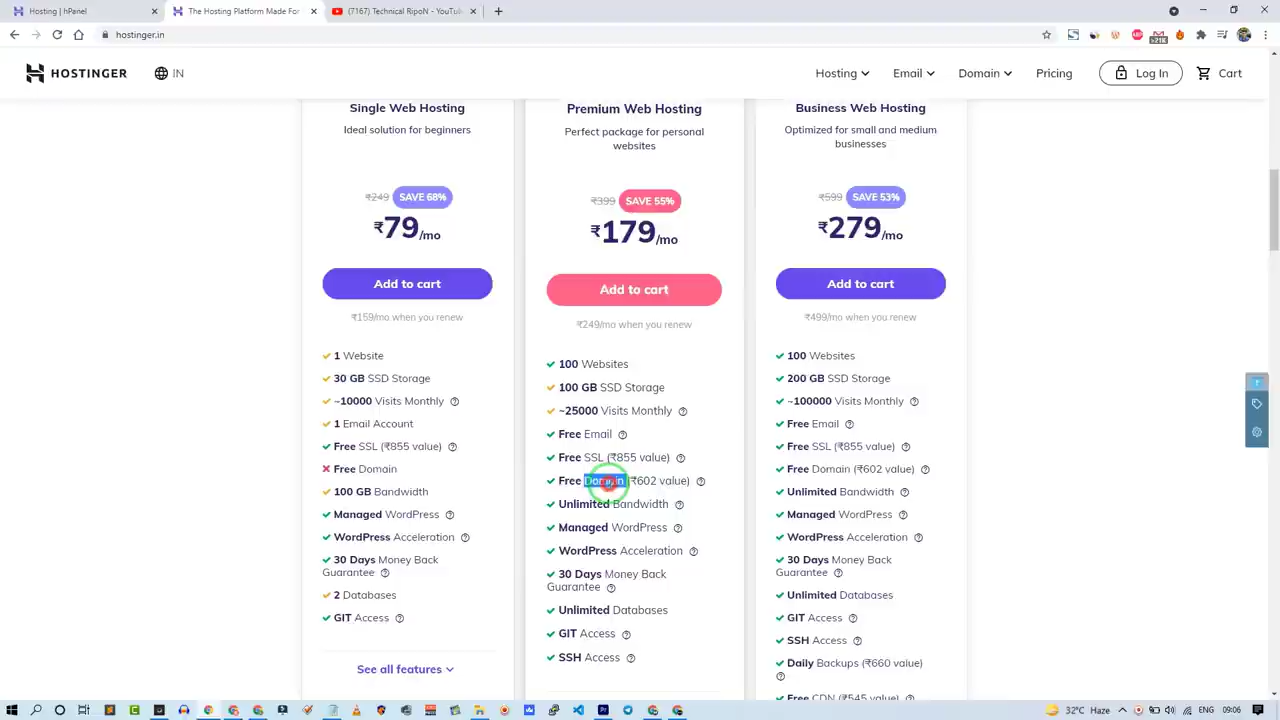 Hosting | hPanel
The Hosting Platform Made For
(7167) Technical RipoN - YouTub
hostinger.in
HOSTINGER
IN
Hosting
Email
Domain
Pricing
Log In
Cart
Single Web Hosting
Ideal solution for beginners
₹249 SAVE 68%
₹79/mo
Add to cart
₹159/mo when you renew
1 Website
30 GB SSD Storage
~10000 Visits Monthly
1 Email Account
Free SSL (₹855 value)
Free Domain
100 GB Bandwidth
Managed WordPress
WordPress Acceleration
30 Days Money Back
Guarantee
2 Databases
GIT Access
See all features
Premium Web Hosting
Perfect package for personal
websites
₹399 SAVE 55%
₹179/mo
Add to cart
₹249/mo when you renew
100 Websites
100 GB SSD Storage
~25000 Visits Monthly
Free Email
Free SSL (₹855 value)
Free Domain (₹602 value)
Unlimited Bandwidth
Managed WordPress
WordPress Acceleration
30 Days Money Back
Guarantee
Unlimited Databases
GIT Access
SSH Access
Business Web Hosting
Optimized for small and medium
businesses
₹599 SAVE 53%
₹279/mo
Add to cart
₹499/mo when you renew
100 Websites
200 GB SSD Storage
~100000 Visits Monthly
Free Email
Free SSL (₹855 value)
Free Domain (₹602 value)
Unlimited Bandwidth
Managed WordPress
WordPress Acceleration
30 Days Money Back
Guarantee
Unlimited Databases
GIT Access
SSH Access
Daily Backups (₹660 value)
Free CDN (₹545 value)
32°C Haze
ENG
09:06